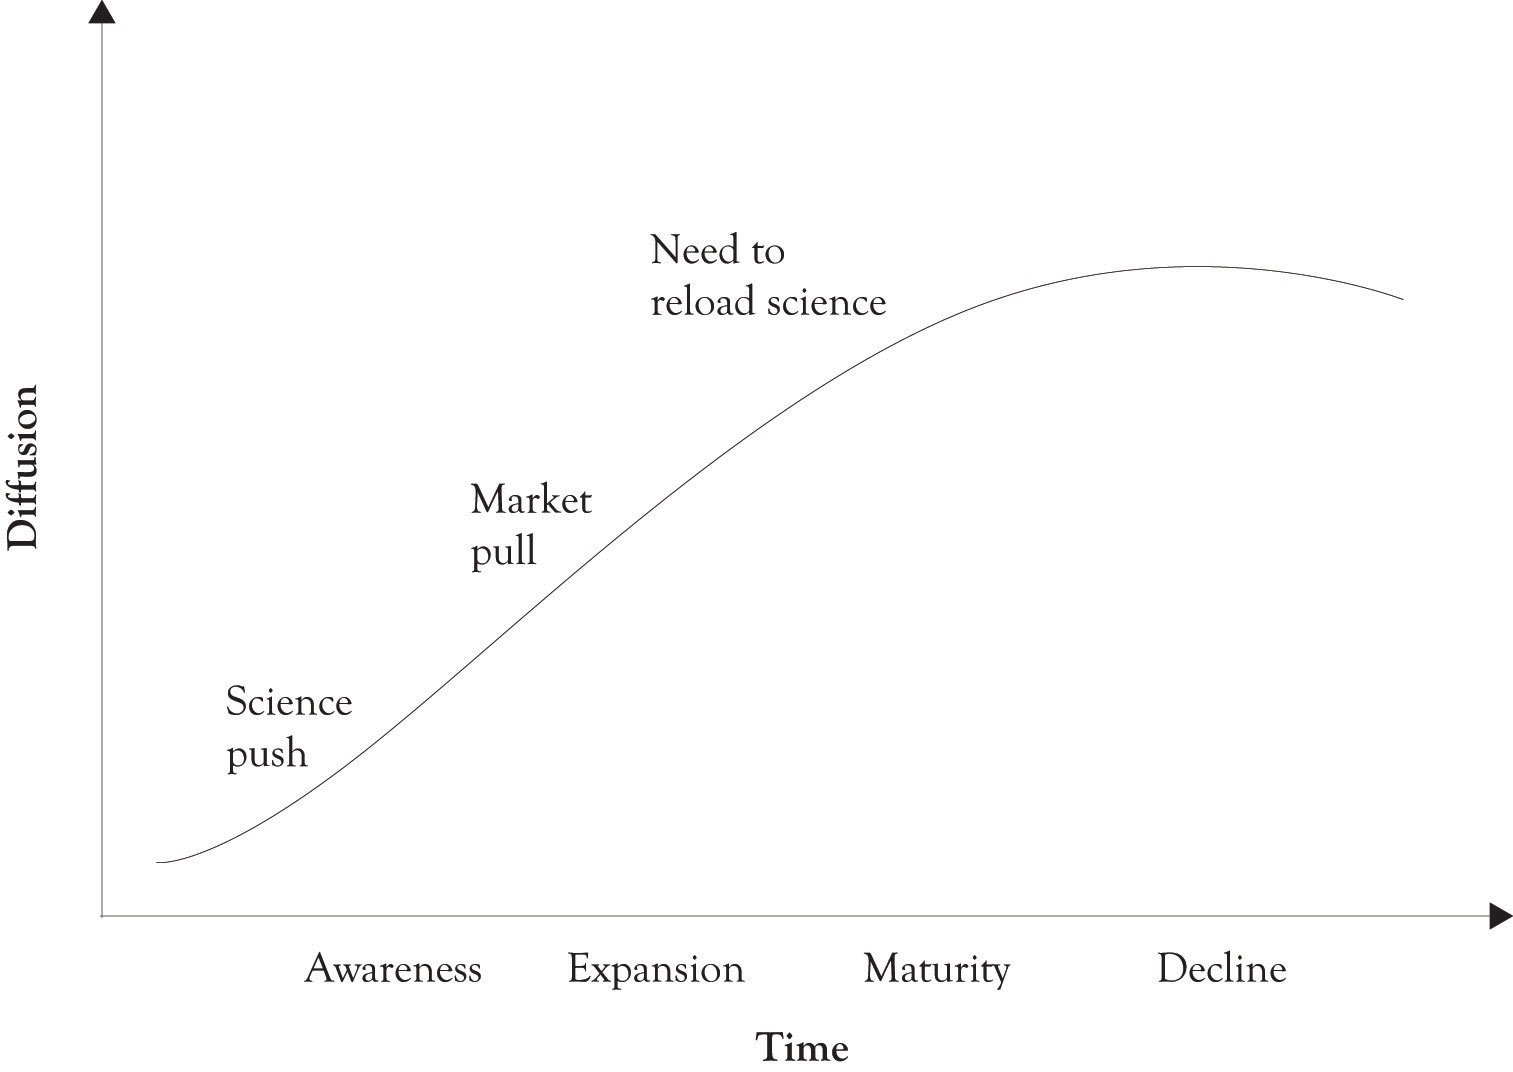 Need to
reload science
Market
pull
Science
push
Diffusion
Awareness Expansion Maturity Decline
Time